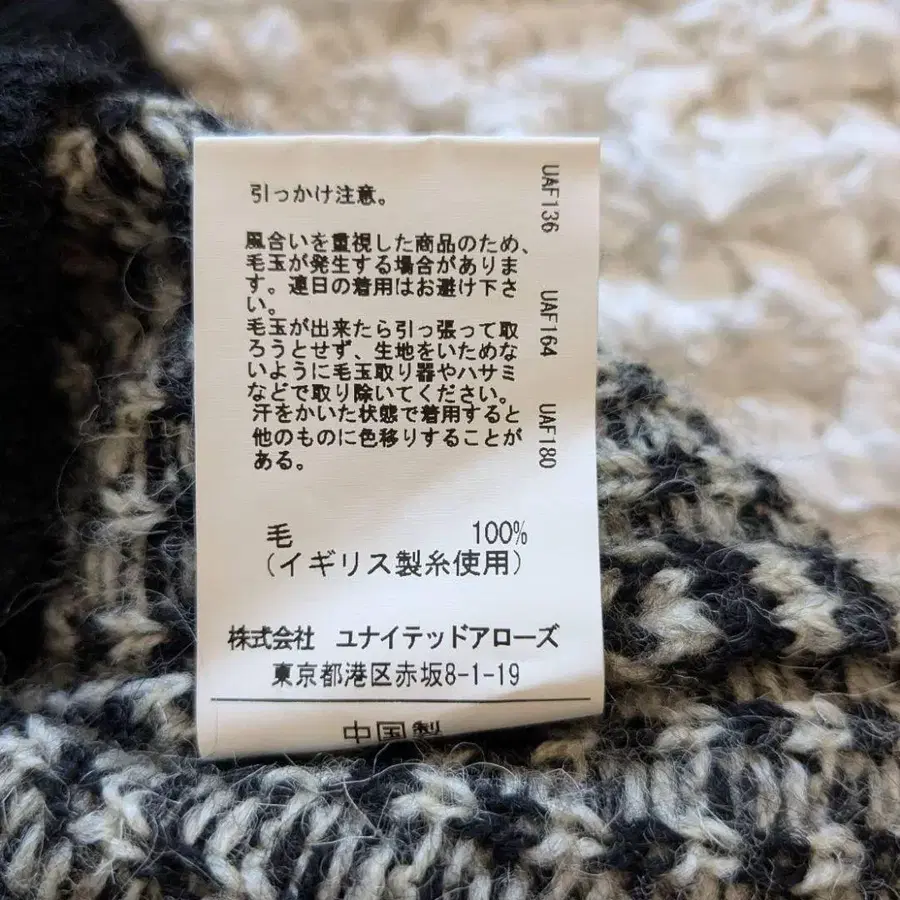 引っかけ注意。
風合いを重視した商品のため、
毛玉が発生する場合がありま
す。連日の着用はお避け下さ
い。
毛玉が出来たら引っ張って取
ろうとせず、生地をいためな
いように毛玉取り器やハサミ
などで取り除いてください。
汗をかいた状態で着用すると
他のものに色移りすることが
ある。
毛 100%
(イギリス製糸使用)
株式会社 ユナイテッドアローズ
東京都港区赤坂8-1-19
中国製
UAF136
UAF164
UAF180